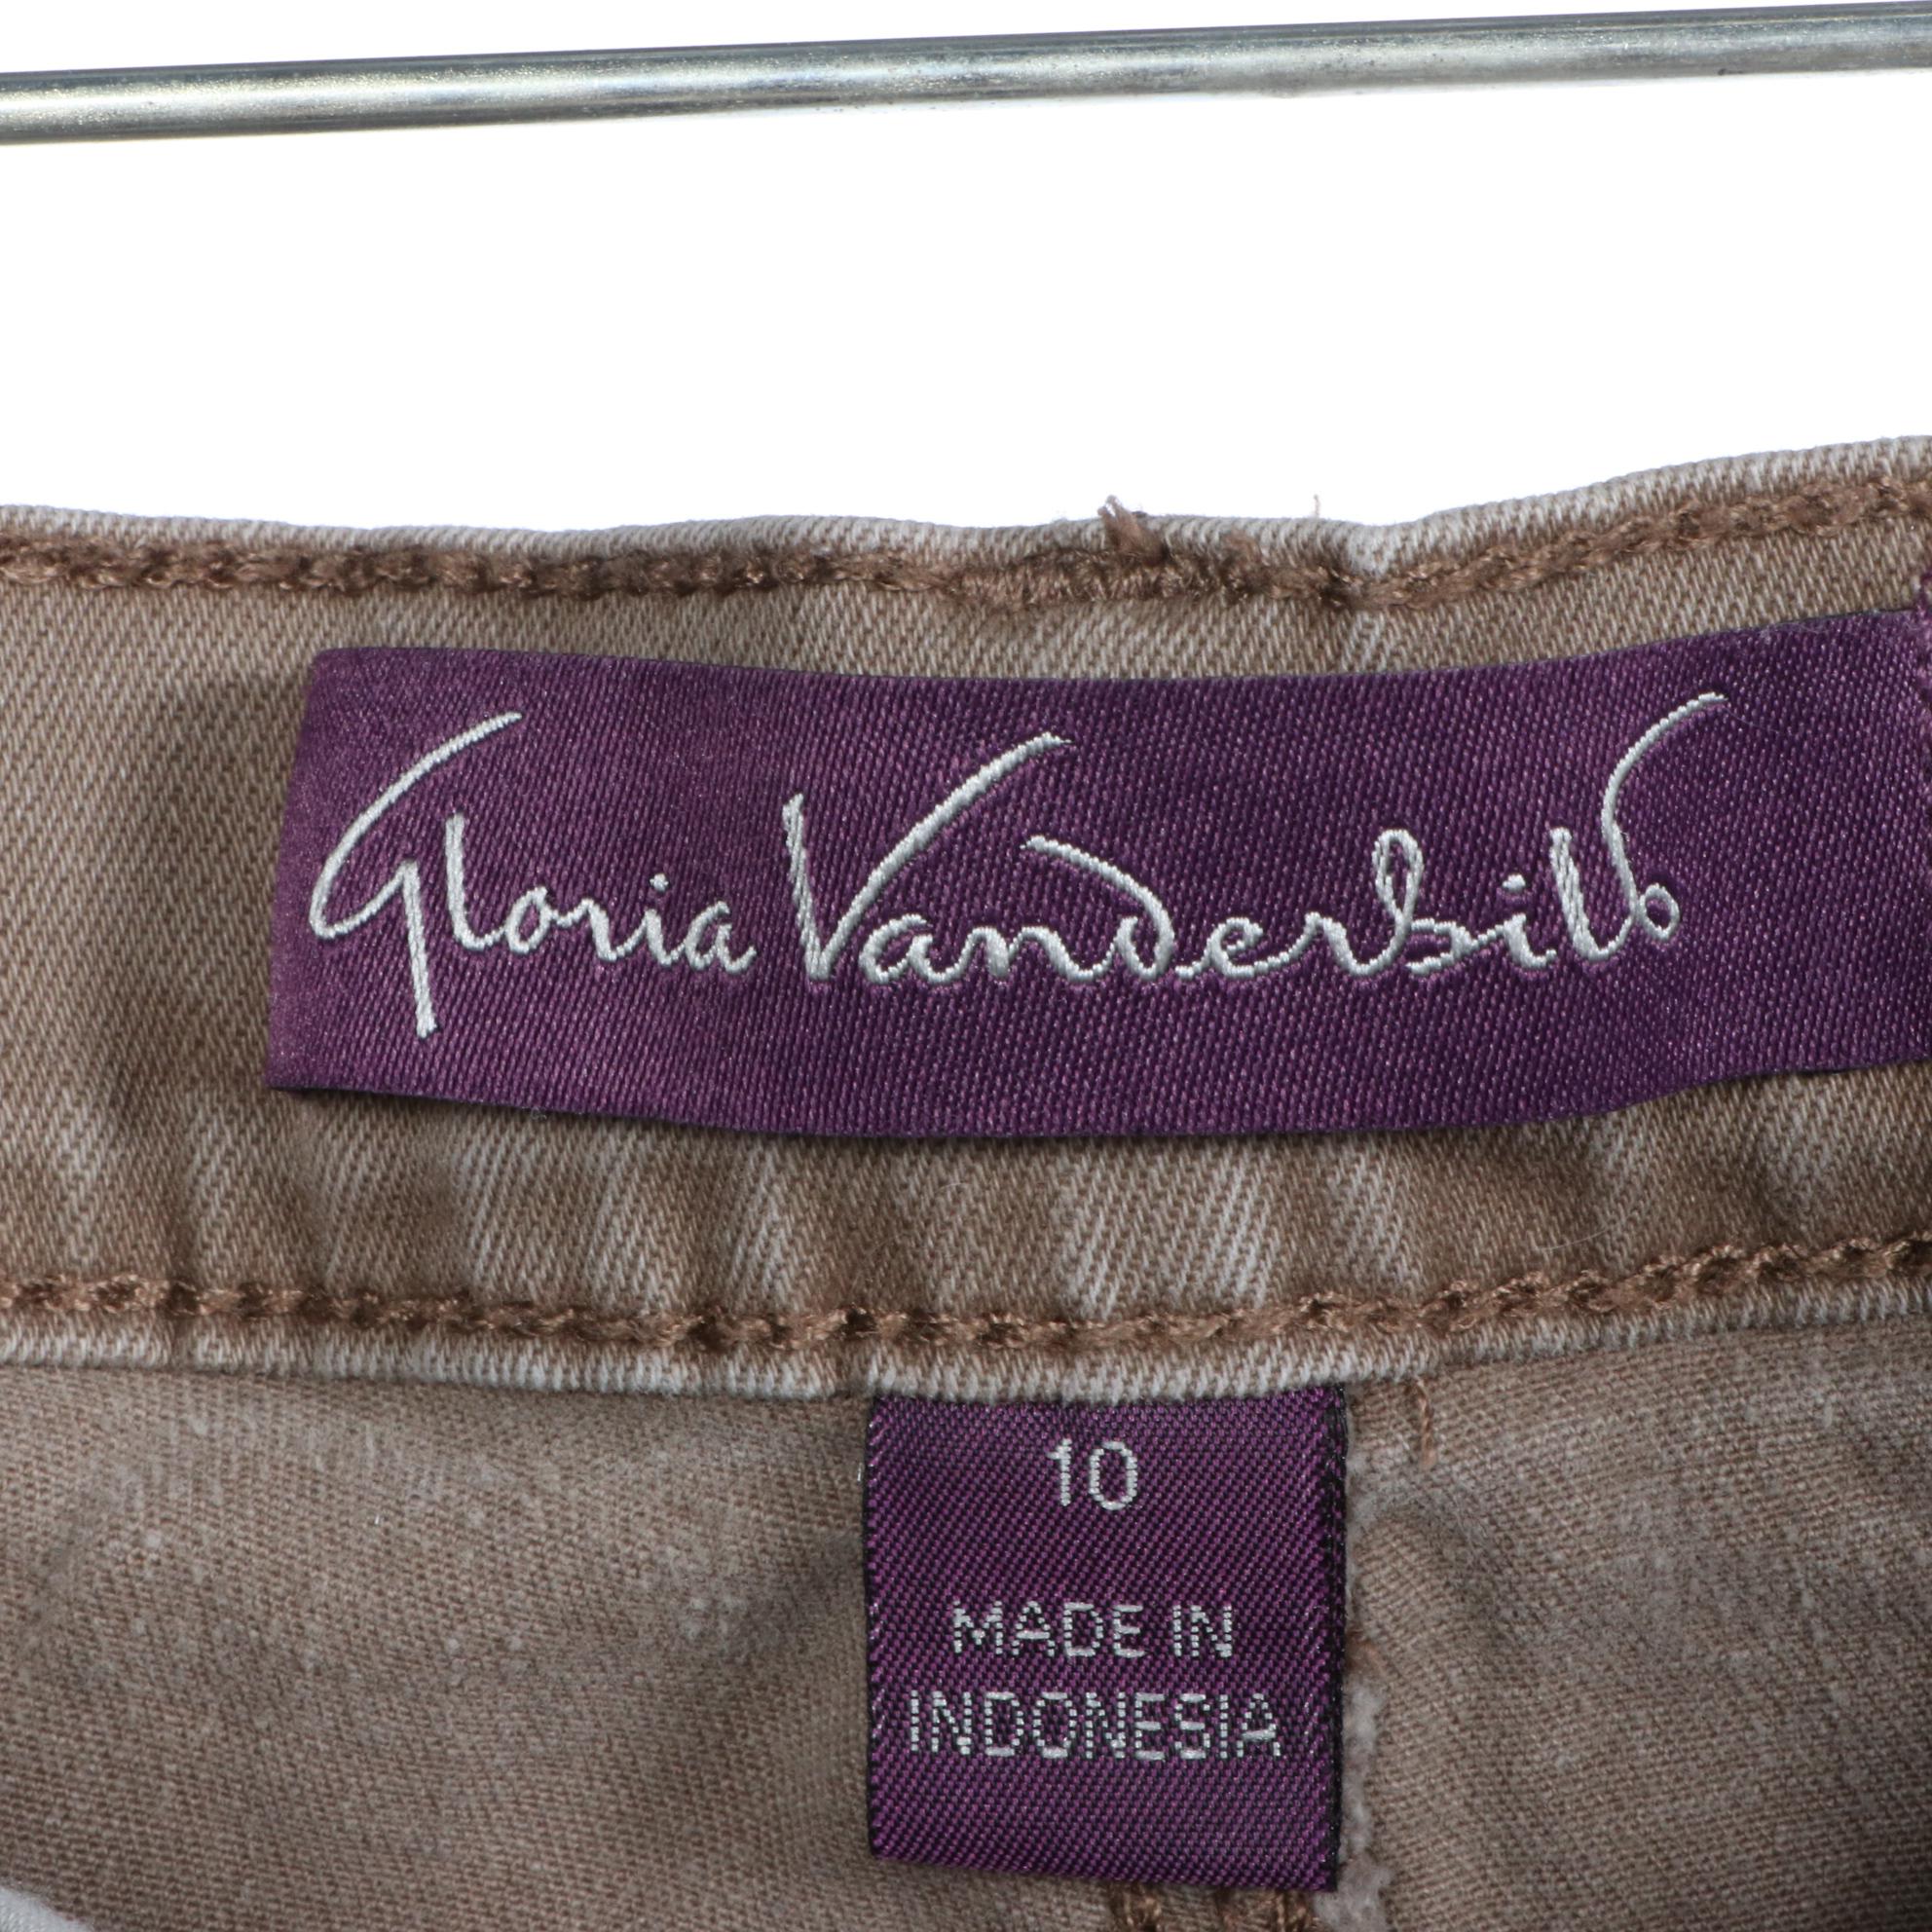 Gloria Vanderbilt
10
MADE IN
INDONESIA